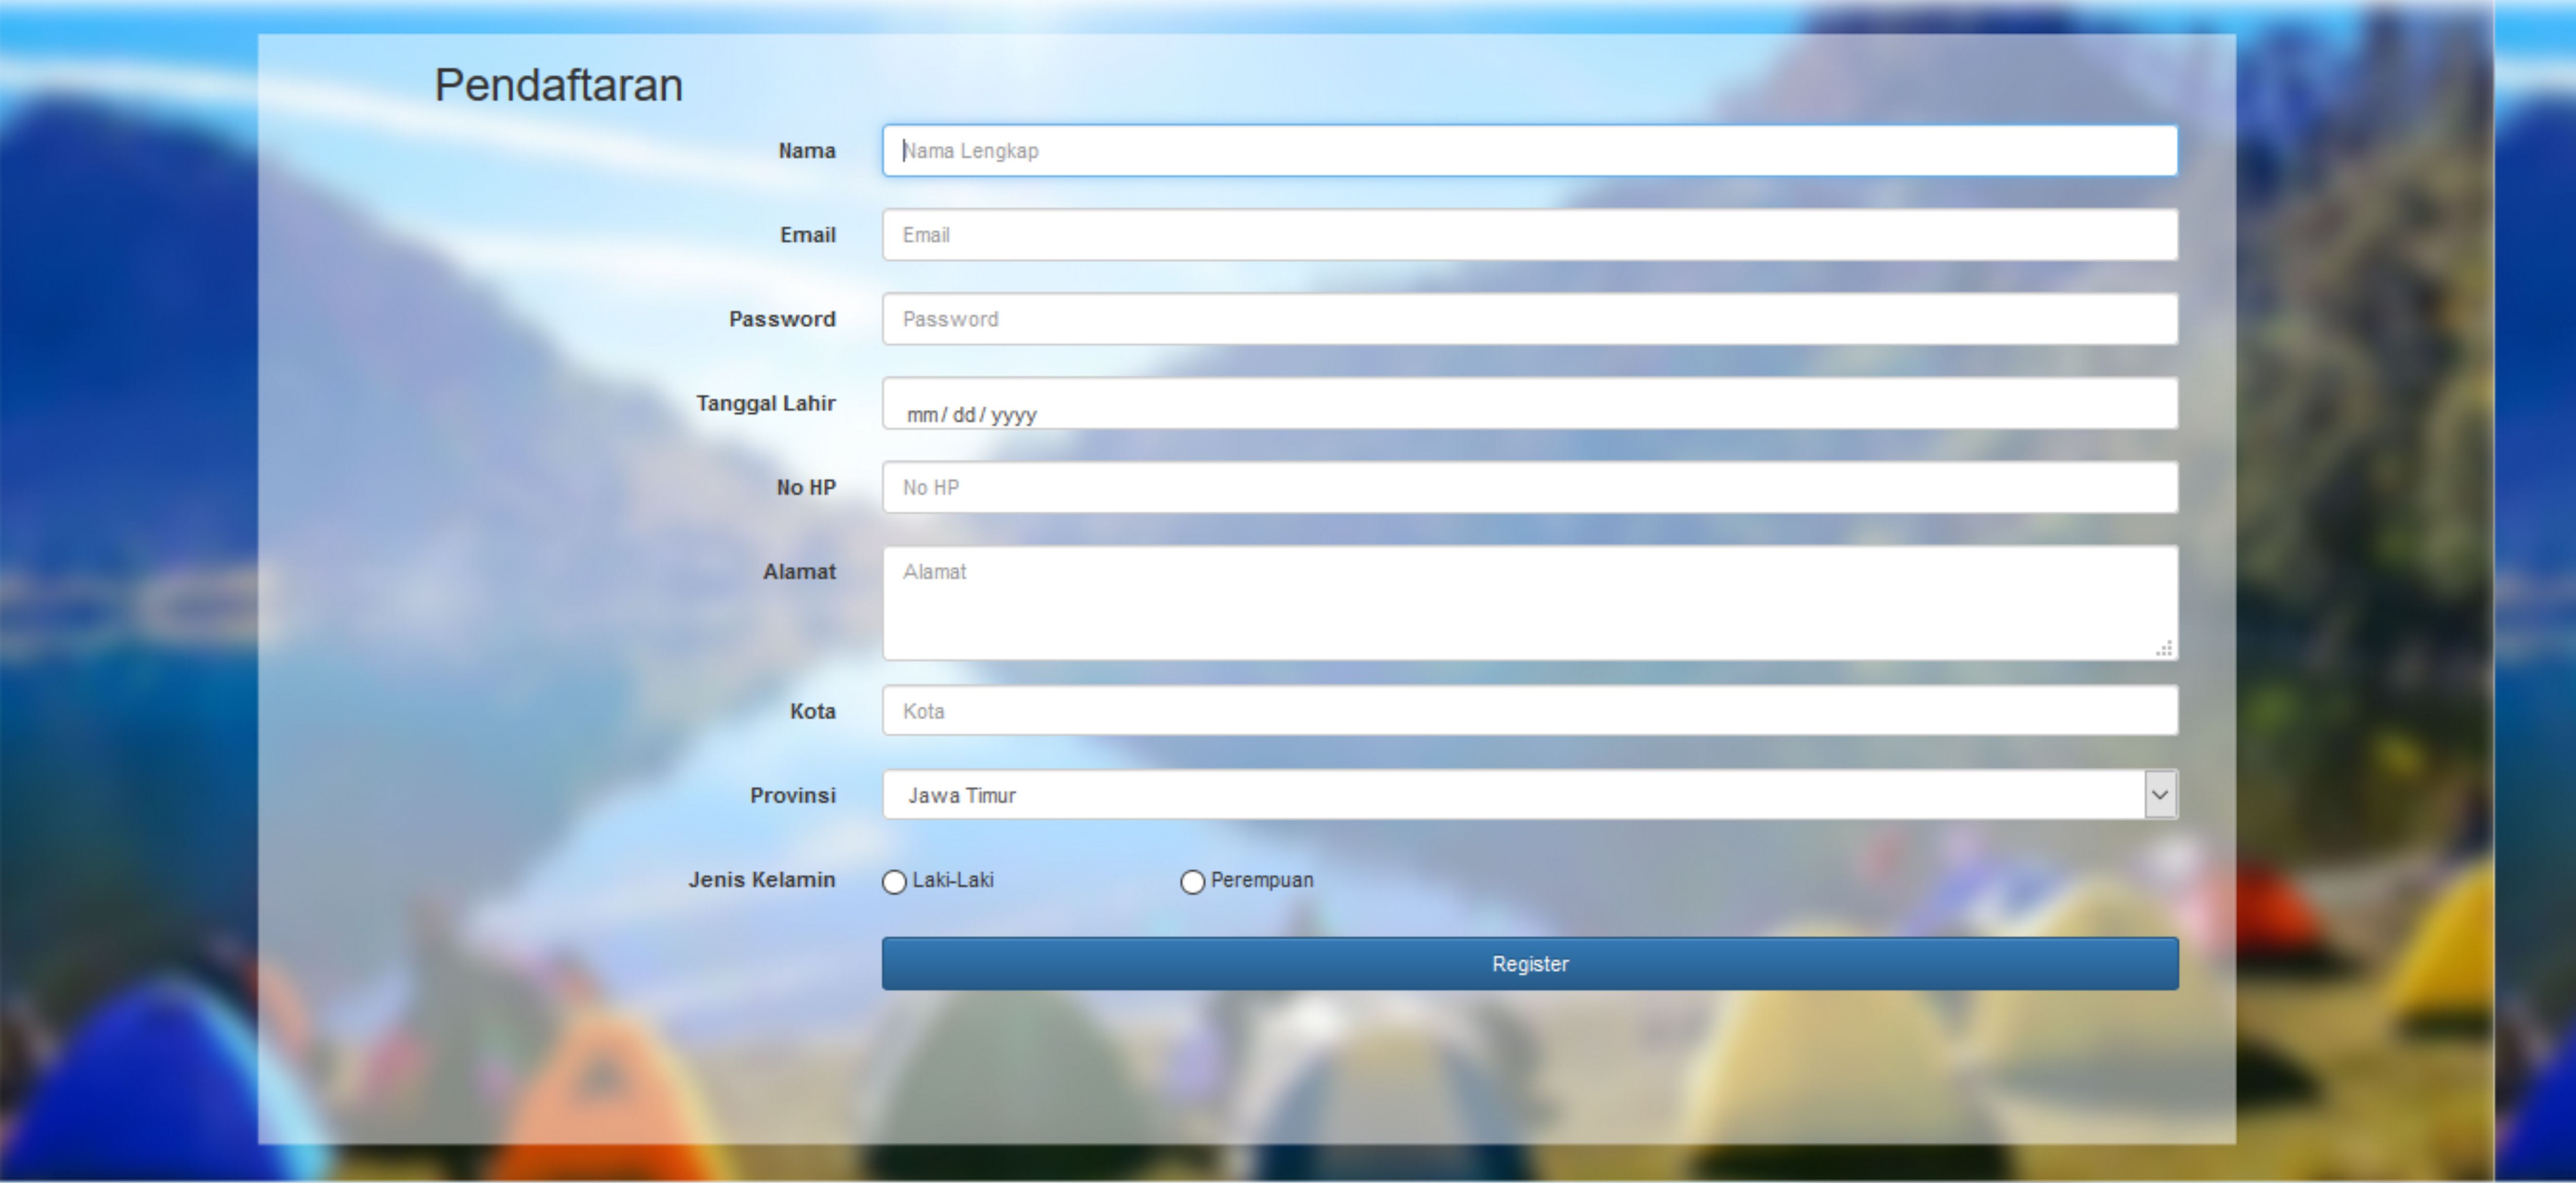 Pendaftaran
Nama Nama Lengkap
Email Email
Password Password
Tanggal Lahir mm / dd / yyyy
No HP No HP
Alamat Alamat
Kota Kota
Provinsi Jawa Timur
Jenis Kelamin Laki-Laki Perempuan
Register